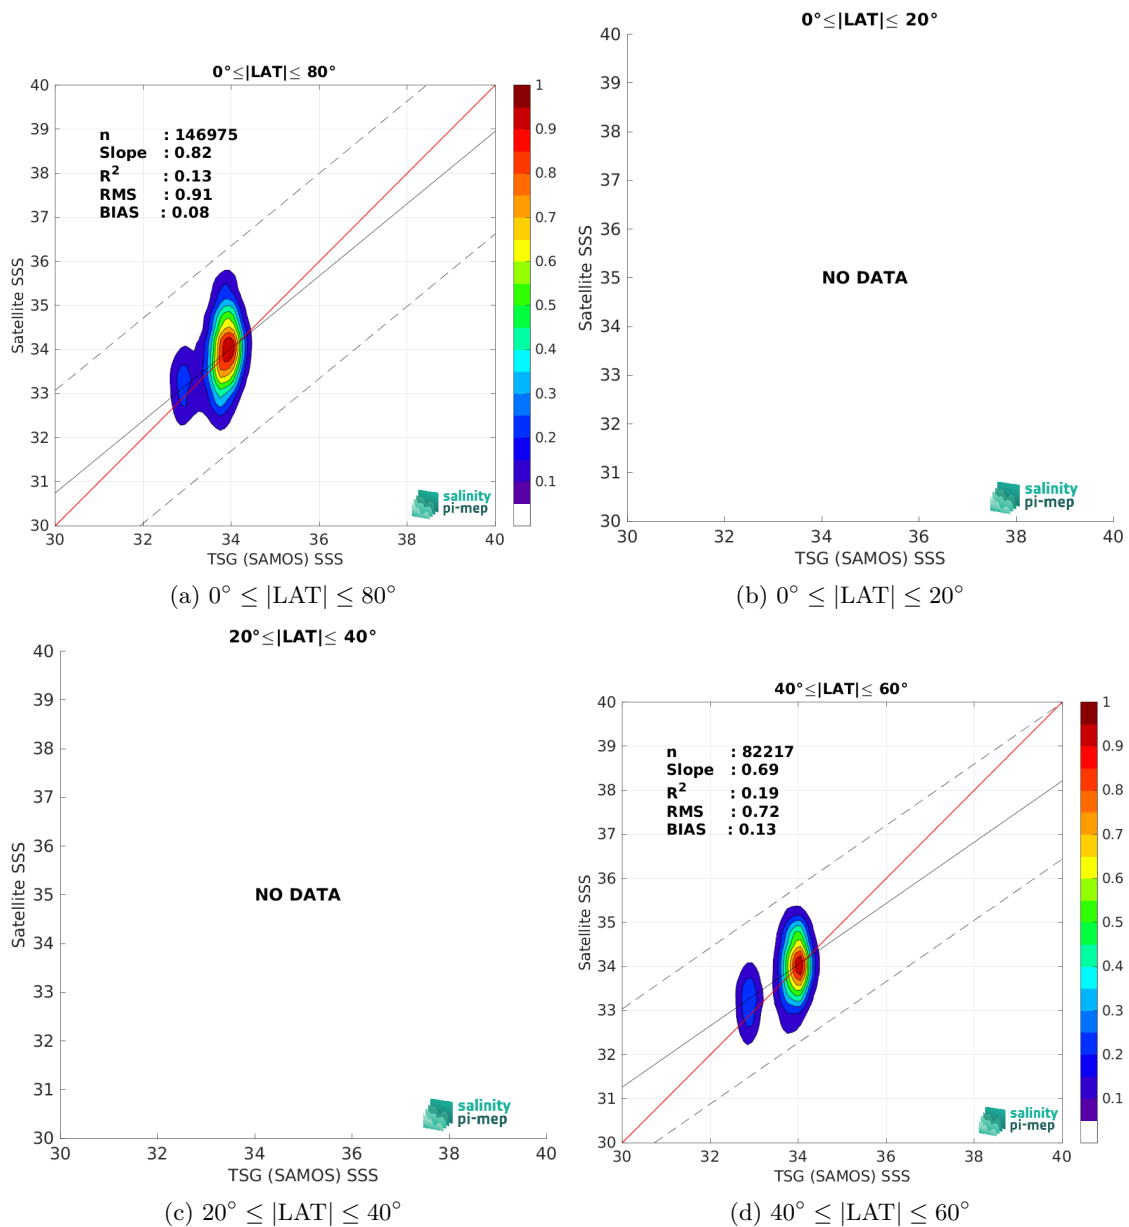 0°≤|LAT|≤ 80°
40
39
38
37
36
35
34
33
32
31
30
Satellite SSS
n : 146975
Slope : 0.82
R² : 0.13
RMS : 0.91
BIAS : 0.08
salinity
pi-mep
30 32 34 36 38 40
TSG (SAMOS) SSS
1
0.9
0.8
0.7
0.6
0.5
0.4
0.3
0.2
0.1
(a) 0° ≤ |LAT| ≤ 80°
0°≤|LAT|≤ 20°
40
39
38
37
36
35
34
33
32
31
30
Satellite SSS
NO DATA
salinity
pi-mep
30 32 34 36 38 40
TSG (SAMOS) SSS
(b) 0° ≤ |LAT| ≤ 20°
20°≤|LAT|≤ 40°
40
39
38
37
36
35
34
33
32
31
30
Satellite SSS
NO DATA
salinity
pi-mep
30 32 34 36 38 40
TSG (SAMOS) SSS
(c) 20° ≤ |LAT| ≤ 40°
40°≤|LAT|≤ 60°
40
39
38
37
36
35
34
33
32
31
30
Satellite SSS
n : 82217
Slope : 0.69
R² : 0.19
RMS : 0.72
BIAS : 0.13
salinity
pi-mep
30 32 34 36 38 40
TSG (SAMOS) SSS
1
0.9
0.8
0.7
0.6
0.5
0.4
0.3
0.2
0.1
(d) 40° ≤ |LAT| ≤ 60°